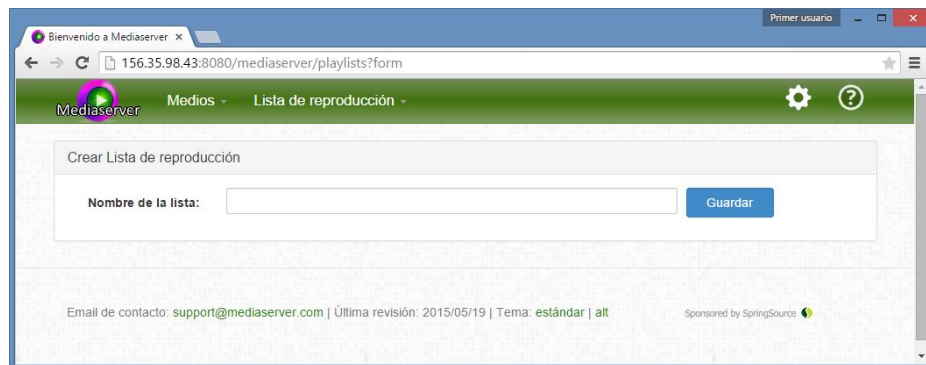 Primer usuario
Bienvenido a Mediaserver
156.35.98.43:8080/mediaserver/playlists?form
Mediaserver Medios Lista de reproducción
Crear Lista de reproducción
Nombre de la lista: Guardar
Email de contacto: support@mediaserver.com | Última revisión: 2015/05/19 | Tema: estándar | alt Sponsored by SpringSource